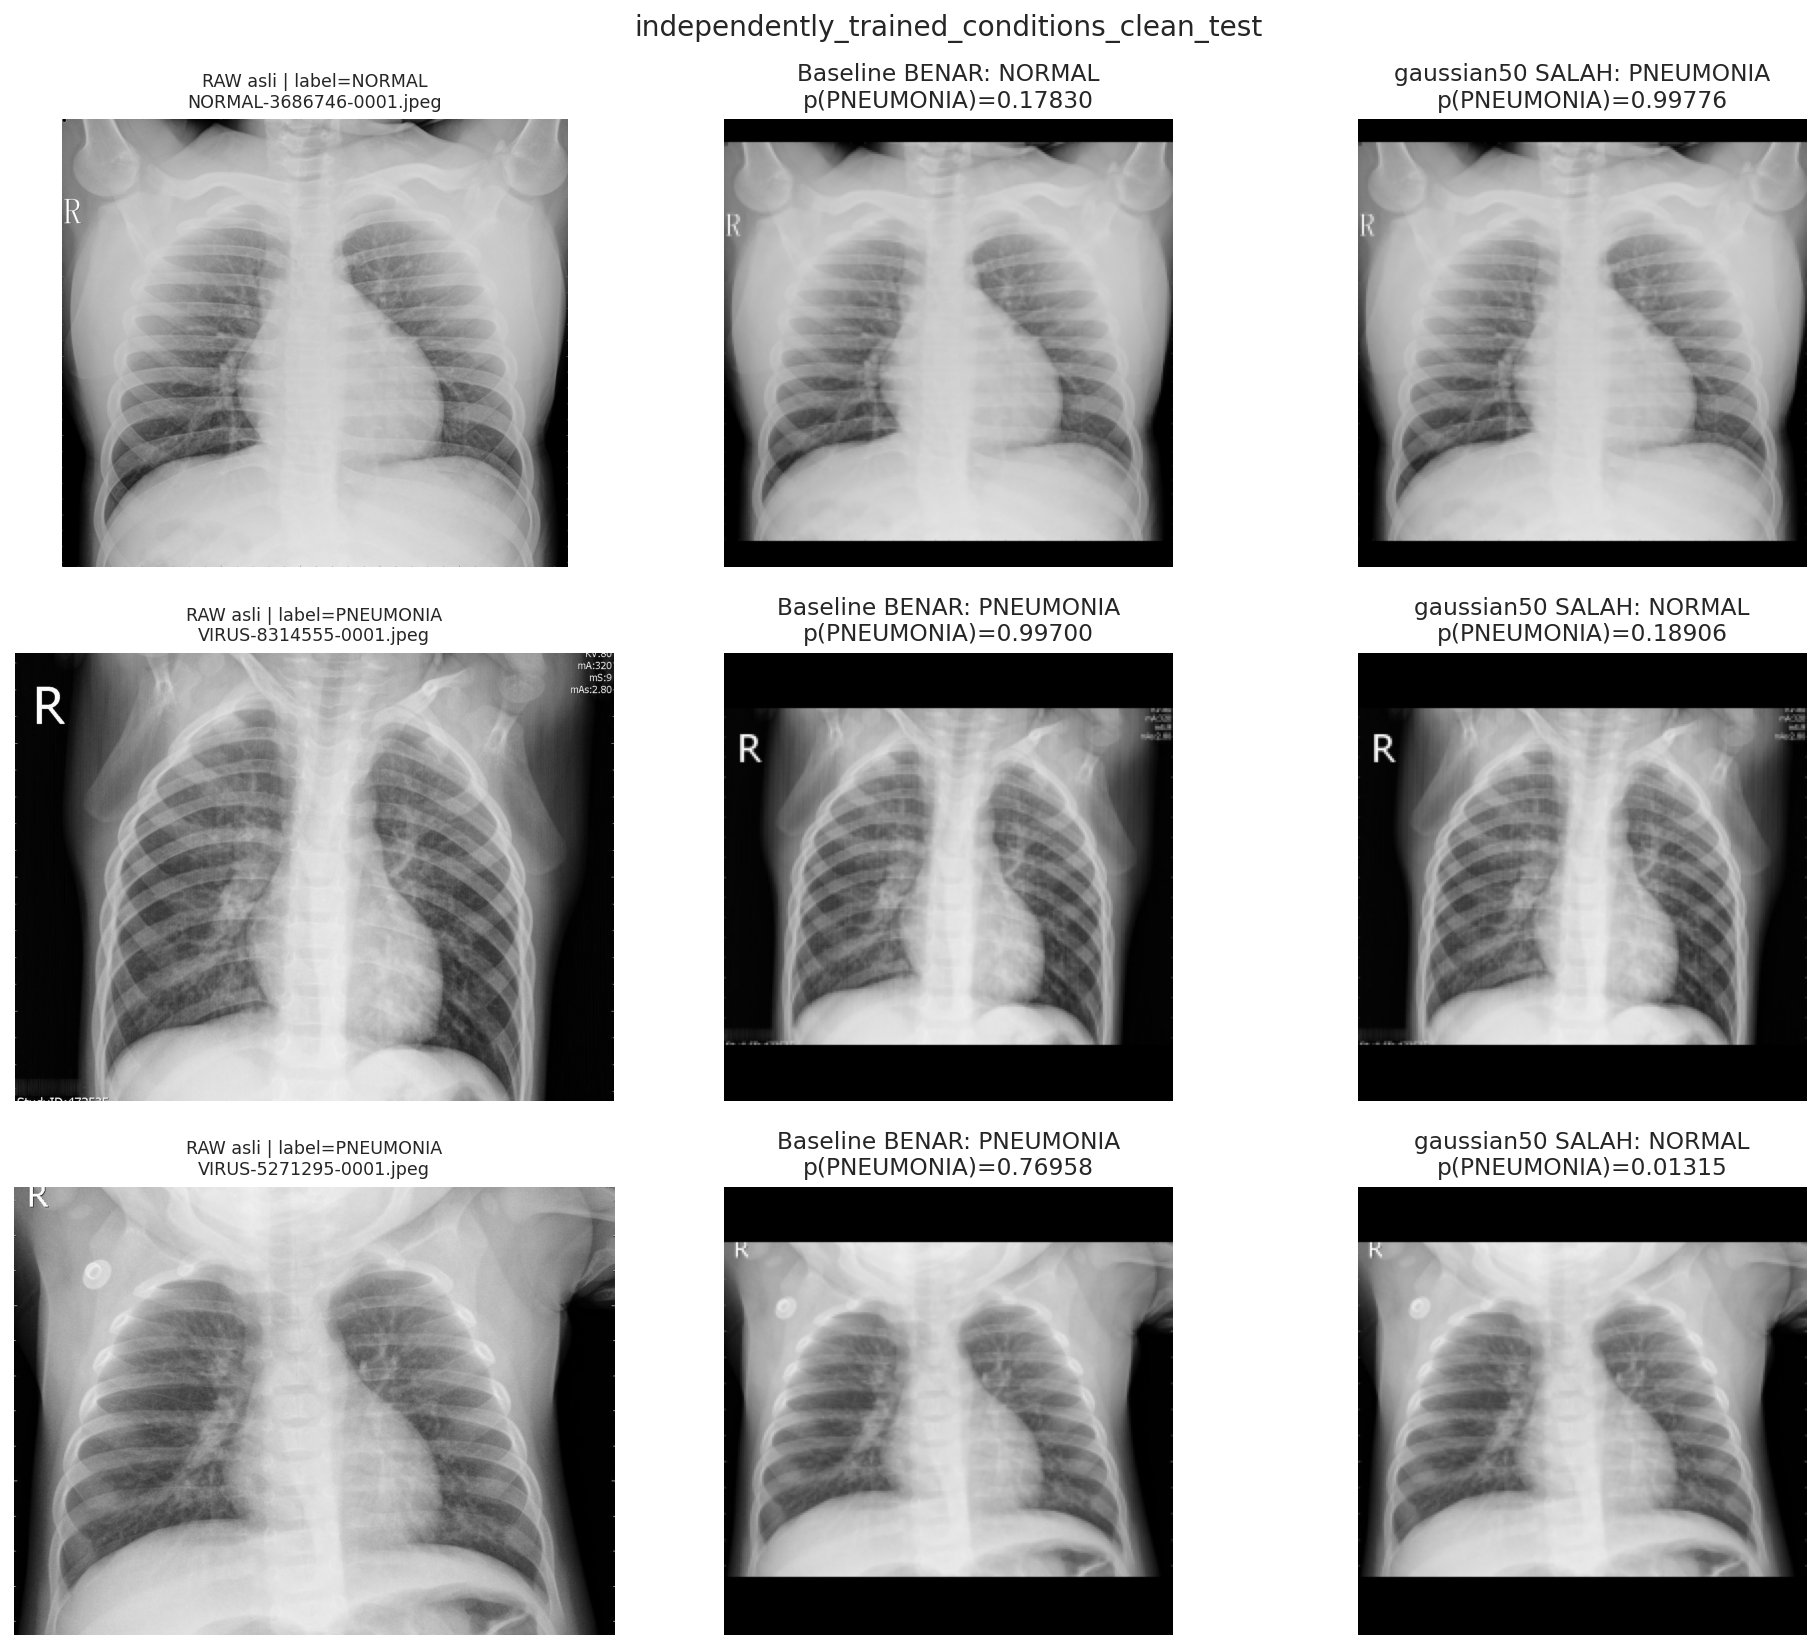 independently_trained_conditions_clean_test
RAW asli | label=NORMAL
NORMAL-3686746-0001.jpeg
Baseline BENAR: NORMAL
p(PNEUMONIA)=0.17830
gaussian50 SALAH: PNEUMONIA
p(PNEUMONIA)=0.99776
R
R
R
RAW asli | label=PNEUMONIA
VIRUS-8314555-0001.jpeg
Baseline BENAR: PNEUMONIA
p(PNEUMONIA)=0.99700
gaussian50 SALAH: NORMAL
p(PNEUMONIA)=0.18906
KV:80
mA:320
mS:9
mAs:2.80
R
R
R
RAW asli | label=PNEUMONIA
VIRUS-5271295-0001.jpeg
Baseline BENAR: PNEUMONIA
p(PNEUMONIA)=0.76958
gaussian50 SALAH: NORMAL
p(PNEUMONIA)=0.01315
R
R
R